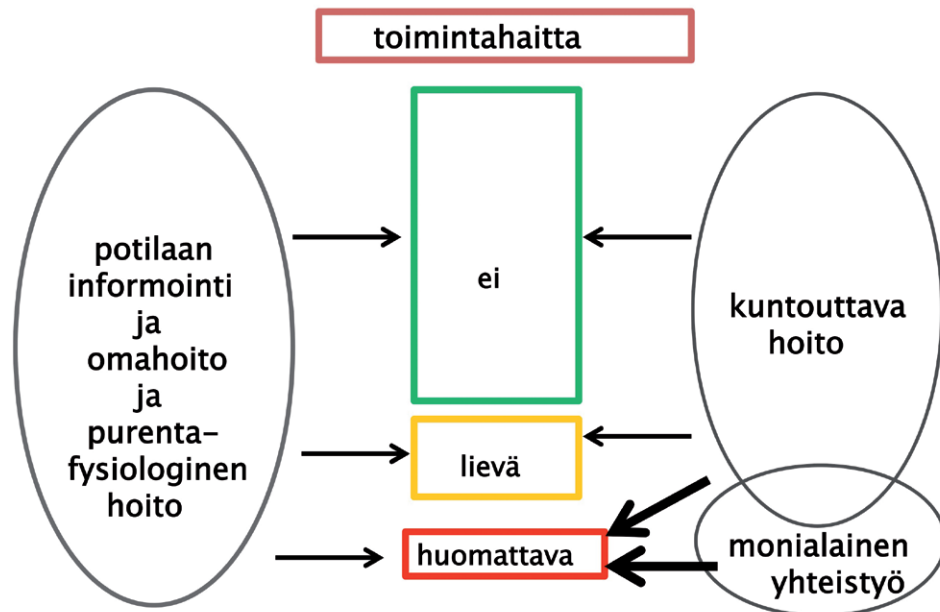 toimintahaitta
potilaan
informointi
ja
omahoito
ja
purenta-
fysiologinen
hoito
ei
lievä
huomattava
kuntouttava
hoito
monialainen
yhteistyö